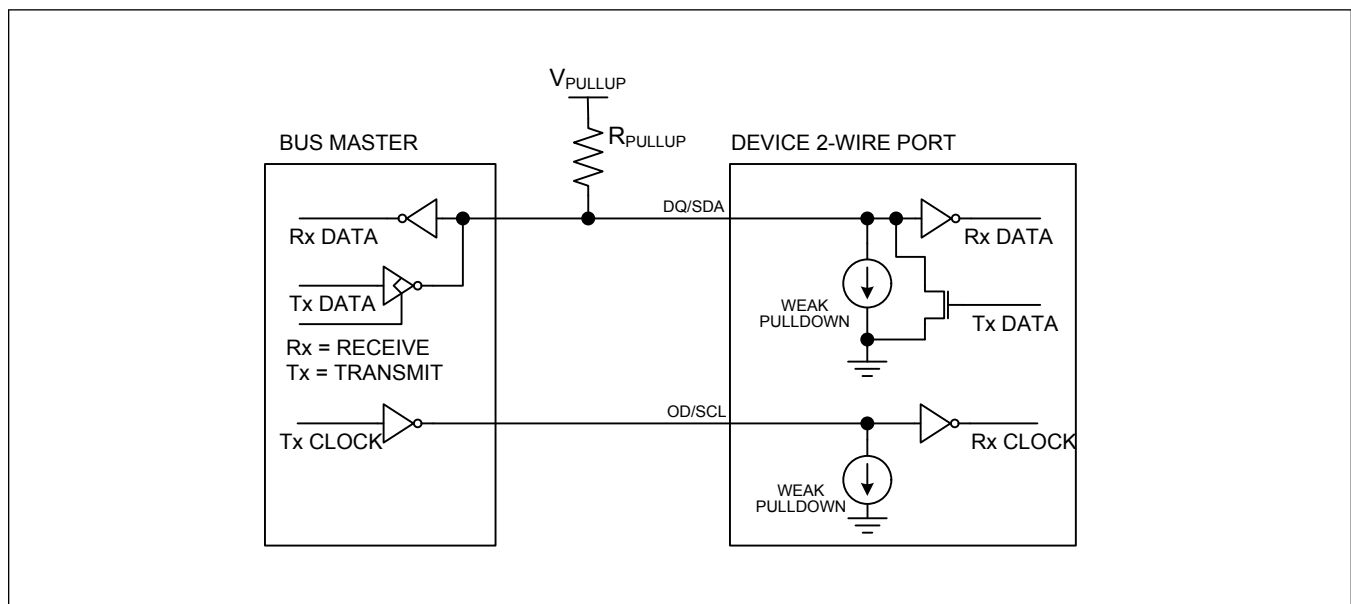 VPULLUP
RPULLUP
BUS MASTER
DEVICE 2-WIRE PORT
DQ/SDA
Rx DATA
Rx DATA
Tx DATA
WEAK
PULLDOWN
Tx DATA
Rx = RECEIVE
Tx = TRANSMIT
OD/SCL
Tx CLOCK
Rx CLOCK
WEAK
PULLDOWN